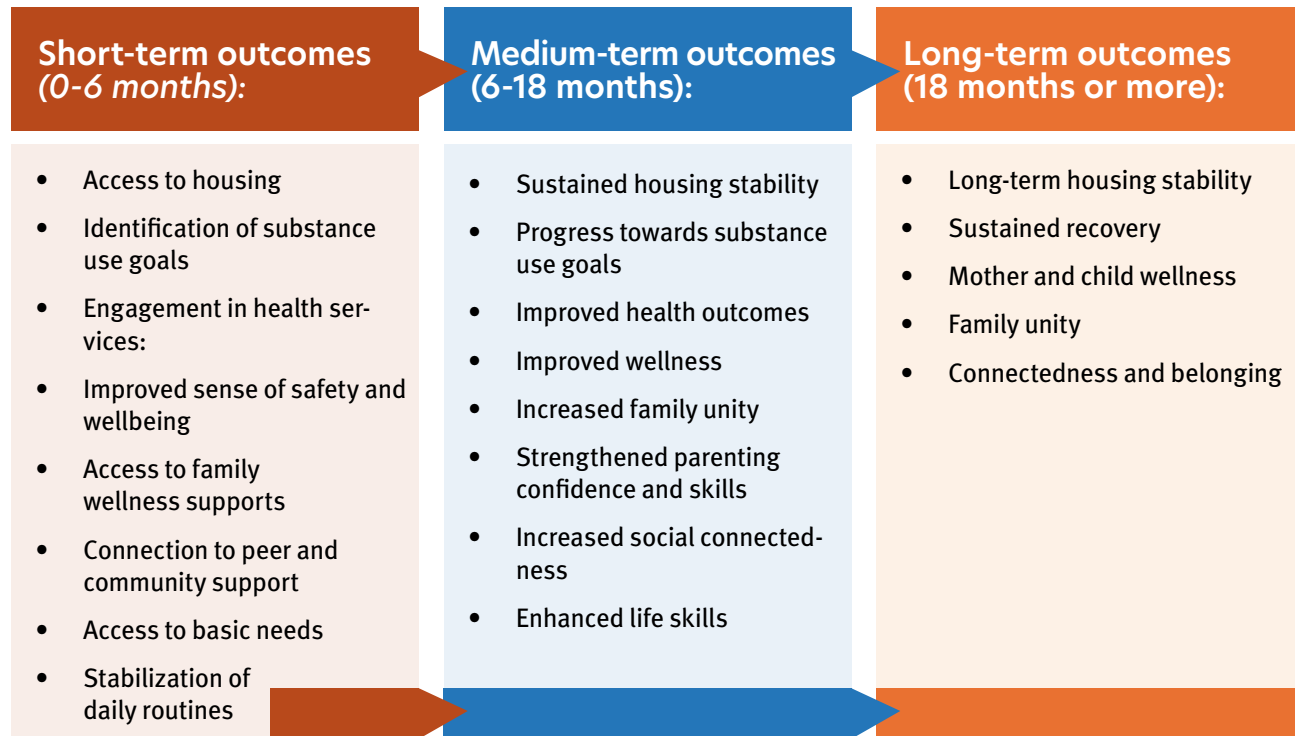 Short-term outcomes
(0-6 months):
• Access to housing
• Identification of substance
use goals
• Engagement in health ser-
vices:
• Improved sense of safety and
wellbeing
• Access to family
wellness supports
• Connection to peer and
community support
• Access to basic needs
• Stabilization of
daily routines
Medium-term outcomes
(6-18 months):
• Sustained housing stability
• Progress towards substance
use goals
• Improved health outcomes
• Improved wellness
• Increased family unity
• Strengthened parenting
confidence and skills
• Increased social connected-
ness
• Enhanced life skills
Long-term outcomes
(18 months or more):
• Long-term housing stability
• Sustained recovery
• Mother and child wellness
• Family unity
• Connectedness and belonging